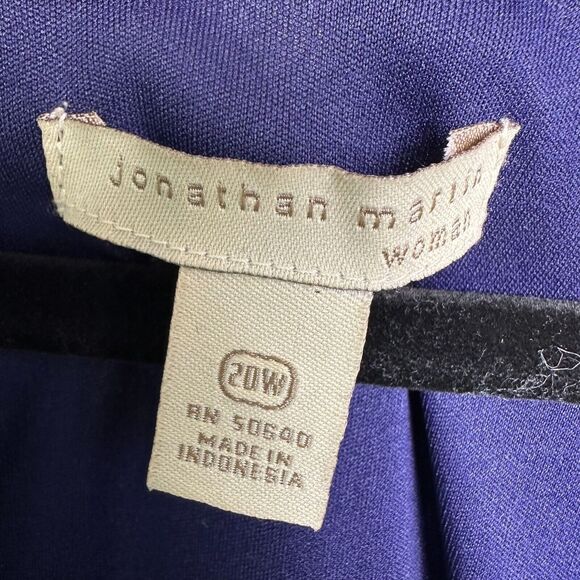 jonathan martin
woman
20W
RN 50640
MADE IN
INDONESIA